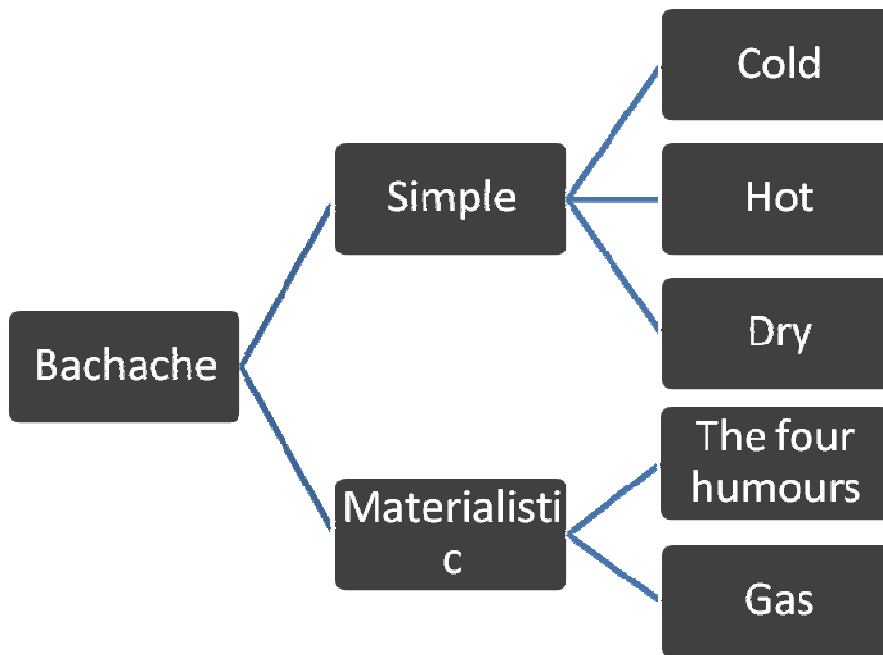 Cold
Simple
Hot
Dry
Bachache
The four
humours
Materialisti
c
Gas